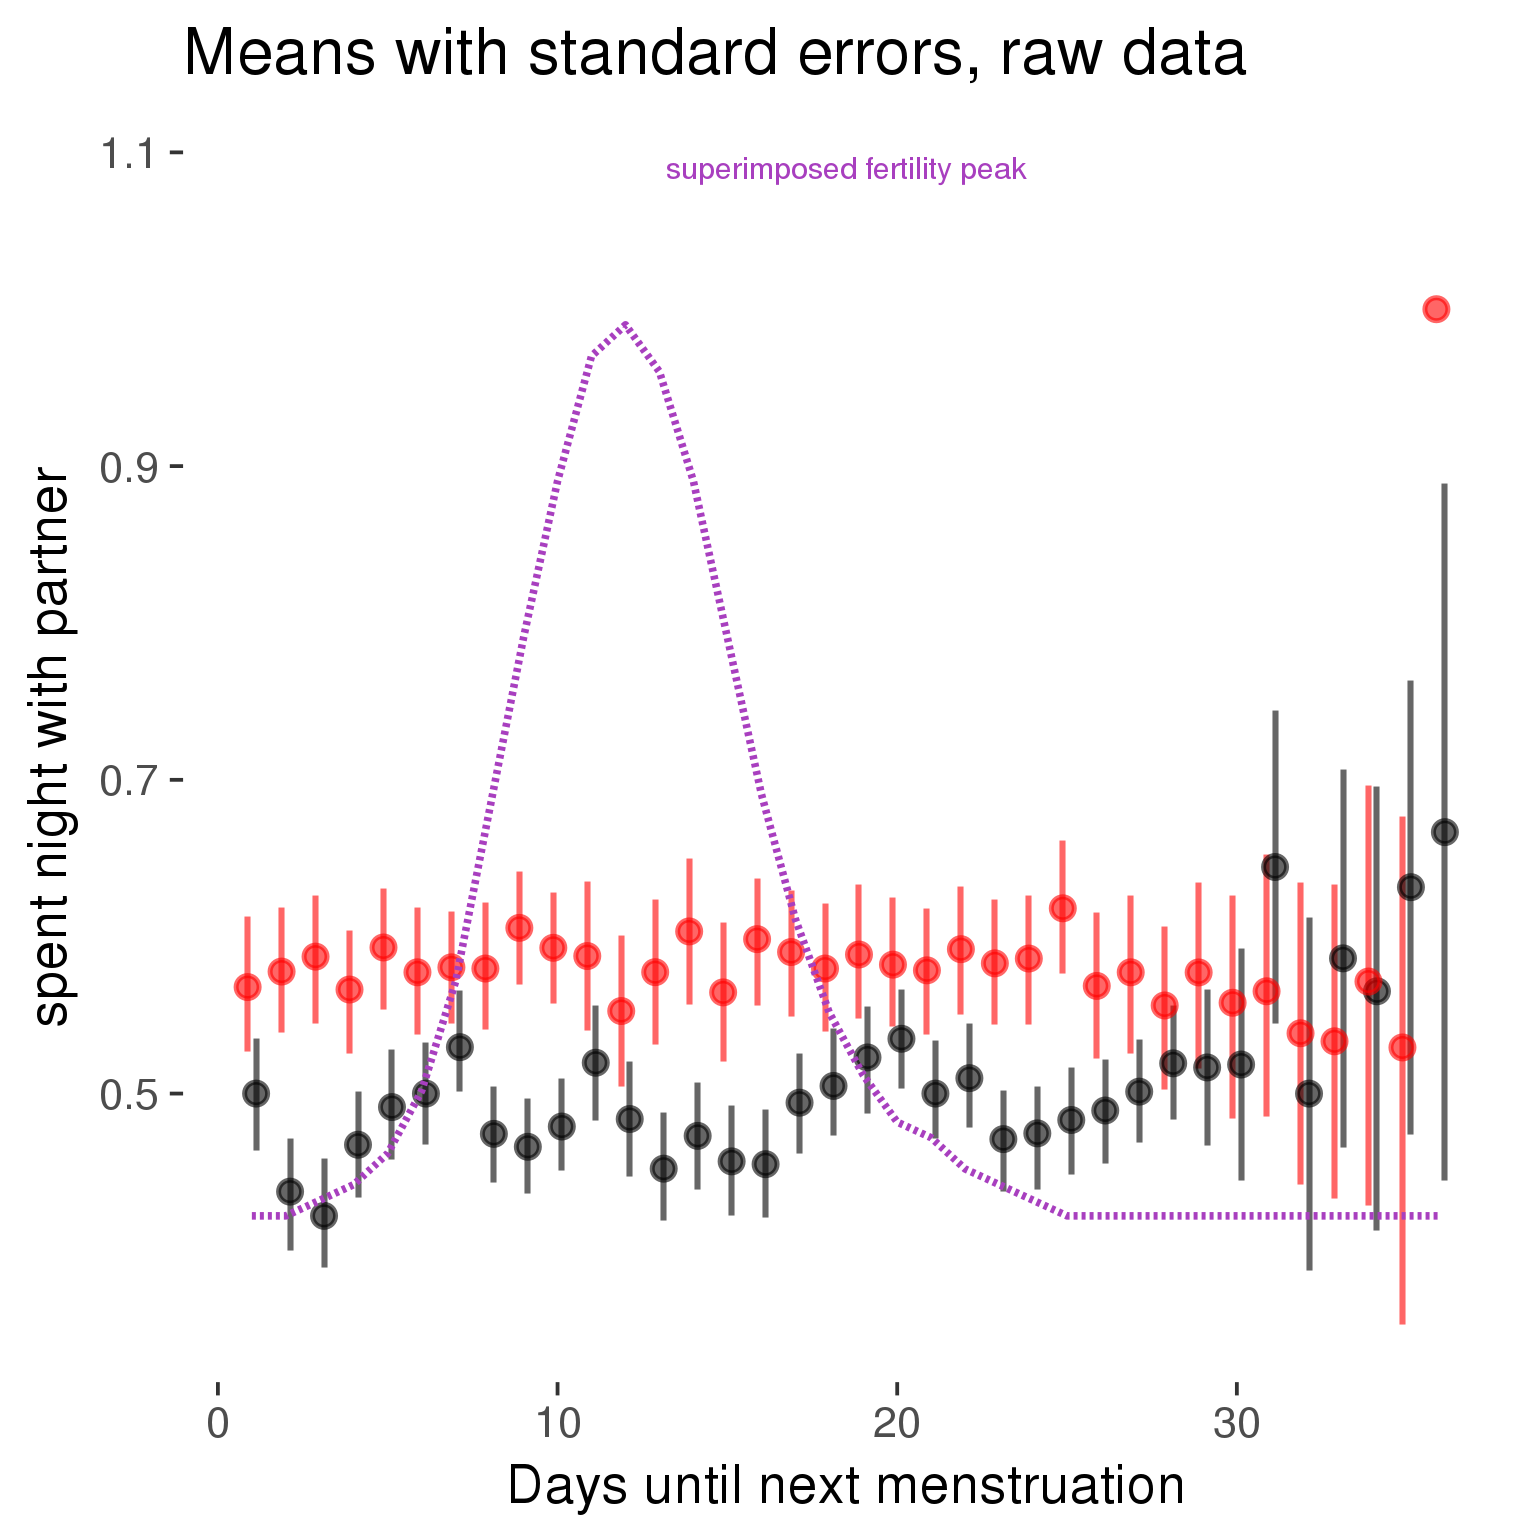 Means with standard errors, raw data
superimposed fertility peak
1.1
0.9
0.7
0.5
spent night with partner
0 10 20 30
Days until next menstruation